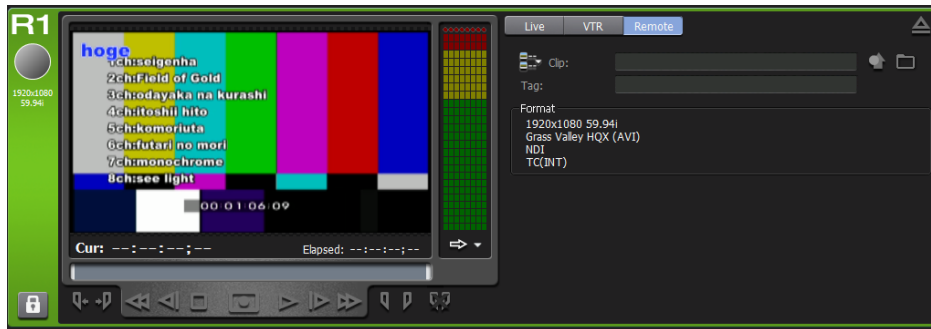 R1
1920x1080
59.94i
hoge
1ch:seigenha
2ch:Field of Gold
3ch:odayaka na kurashi
4ch:itoshii hito
5ch:komoriuta
6ch:futari no mori
7ch:monochrome
8ch:see light
00:01:06:09
Cur: --:--:--;--
Elapsed: --:--:--;--
Live
VTR
Remote
Clip:
Tag:
Format
1920x1080 59.94i
Grass Valley HQX (AVI)
NDI
TC(INT)